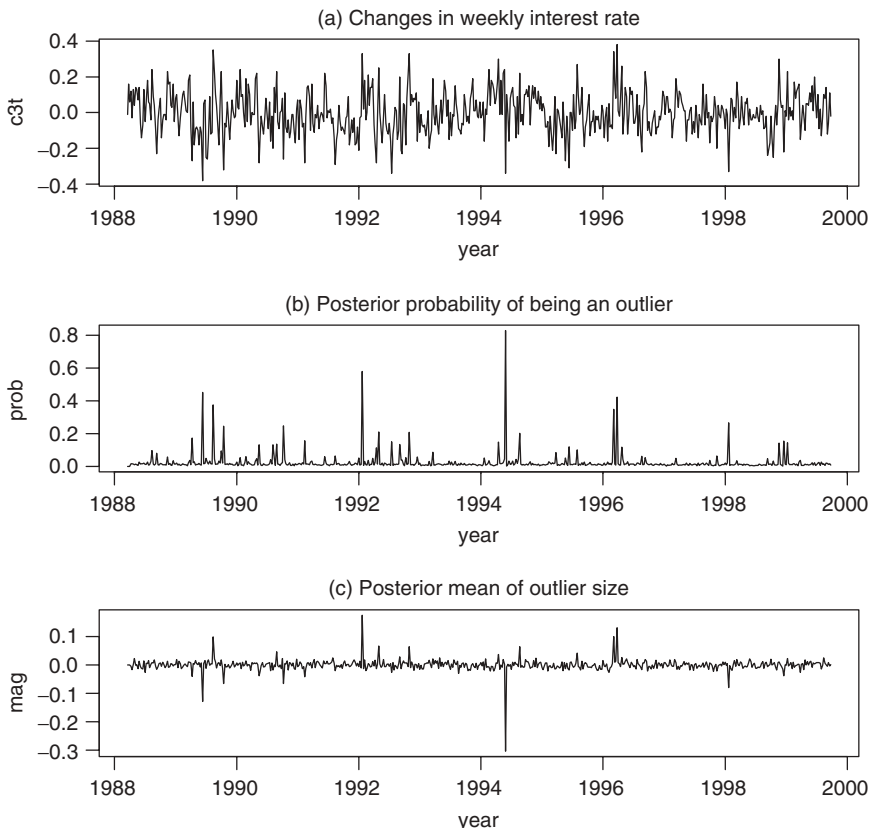 (a) Changes in weekly interest rate
c3t
0.4
0.2
0.0
−0.2
−0.4
1988 1990 1992 1994 1996 1998 2000
year
(b) Posterior probability of being an outlier
prob
0.8
0.6
0.4
0.2
0.0
1988 1990 1992 1994 1996 1998 2000
year
(c) Posterior mean of outlier size
mag
0.1
0.0
−0.1
−0.2
−0.3
1988 1990 1992 1994 1996 1998 2000
year